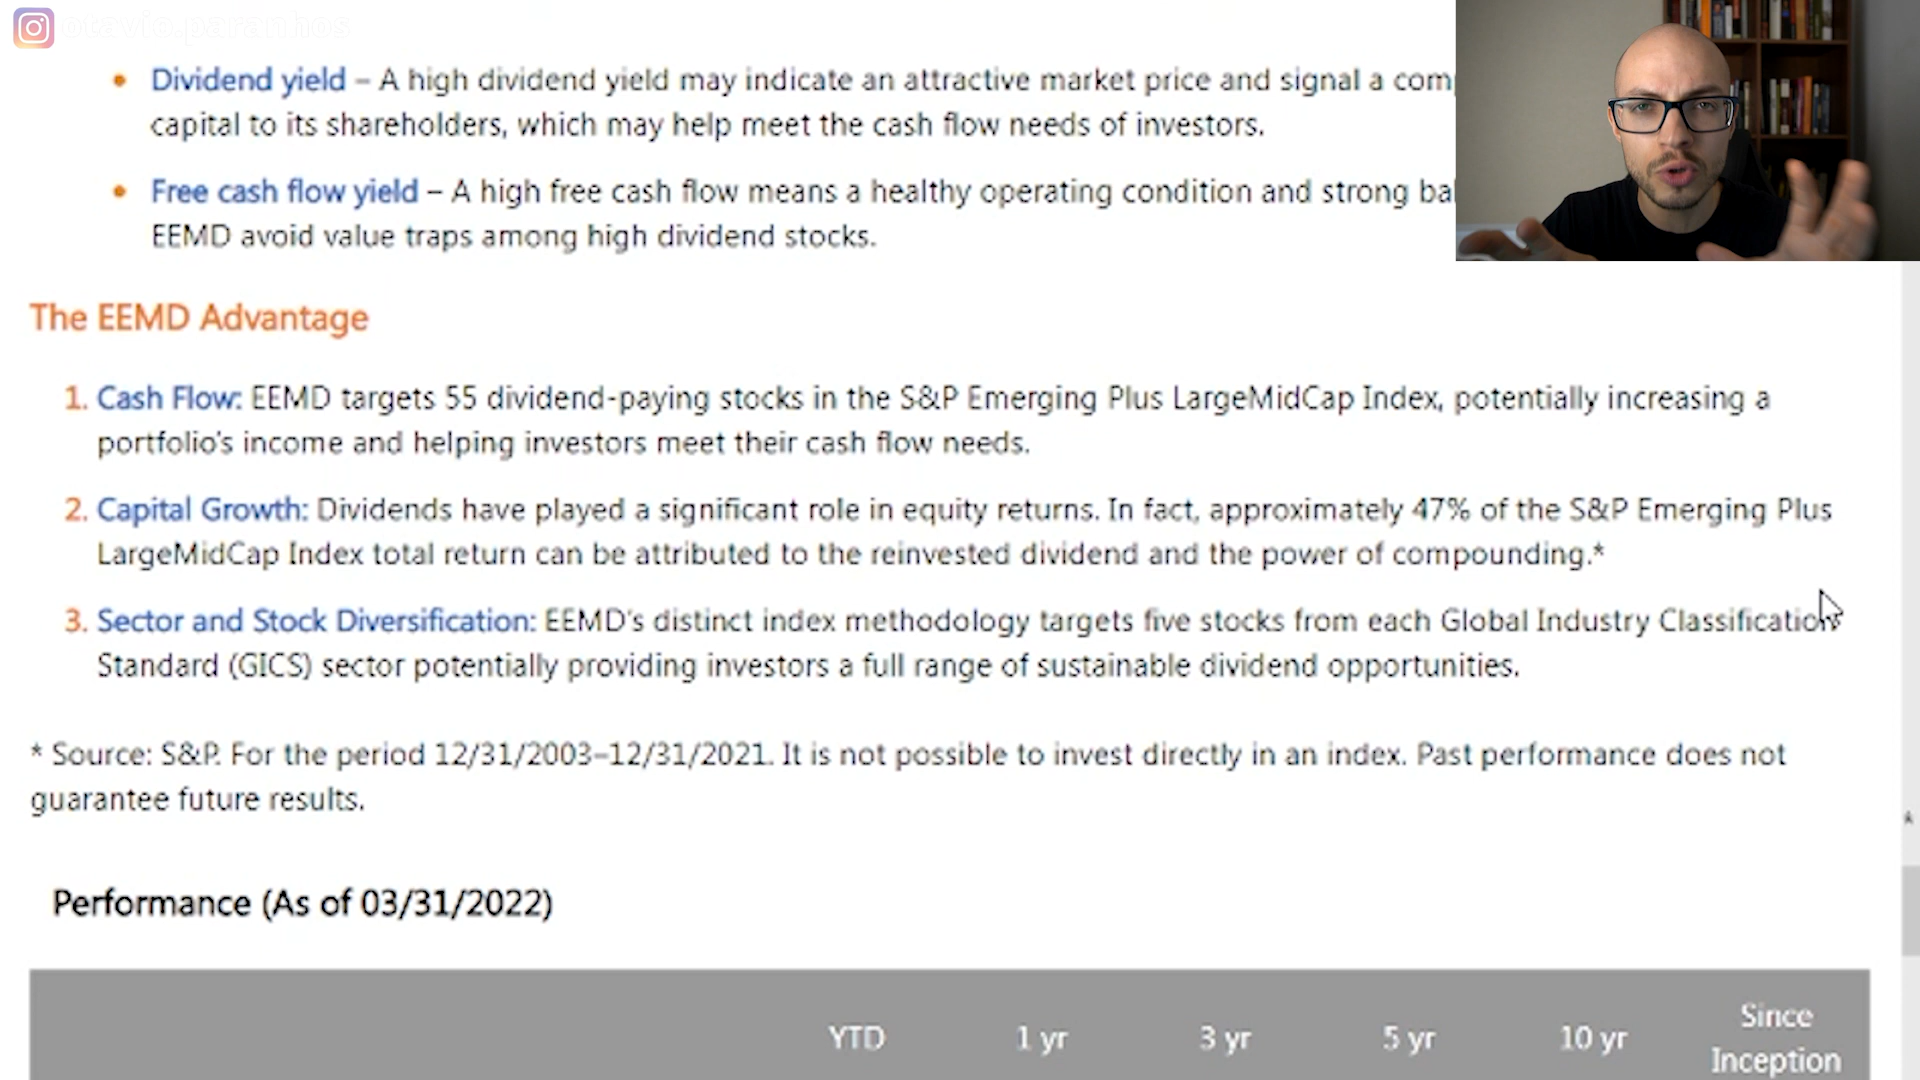 otavio.paranhos
Dividend yield – A high dividend yield may indicate an attractive market price and signal a com
capital to its shareholders, which may help meet the cash flow needs of investors.
Free cash flow yield – A high free cash flow means a healthy operating condition and strong ba
EEMD avoid value traps among high dividend stocks.
The EEMD Advantage
1. Cash Flow: EEMD targets 55 dividend-paying stocks in the S&P Emerging Plus LargeMidCap Index, potentially increasing a
portfolio's income and helping investors meet their cash flow needs.
2. Capital Growth: Dividends have played a significant role in equity returns. In fact, approximately 47% of the S&P Emerging Plus
LargeMidCap Index total return can be attributed to the reinvested dividend and the power of compounding.*
3. Sector and Stock Diversification: EEMD's distinct index methodology targets five stocks from each Global Industry Classification
Standard (GICS) sector potentially providing investors a full range of sustainable dividend opportunities.
* Source: S&P. For the period 12/31/2003–12/31/2021. It is not possible to invest directly in an index. Past performance does not
guarantee future results.
Performance (As of 03/31/2022)
YTD 1 yr 3 yr 5 yr 10 yr Since
Inception